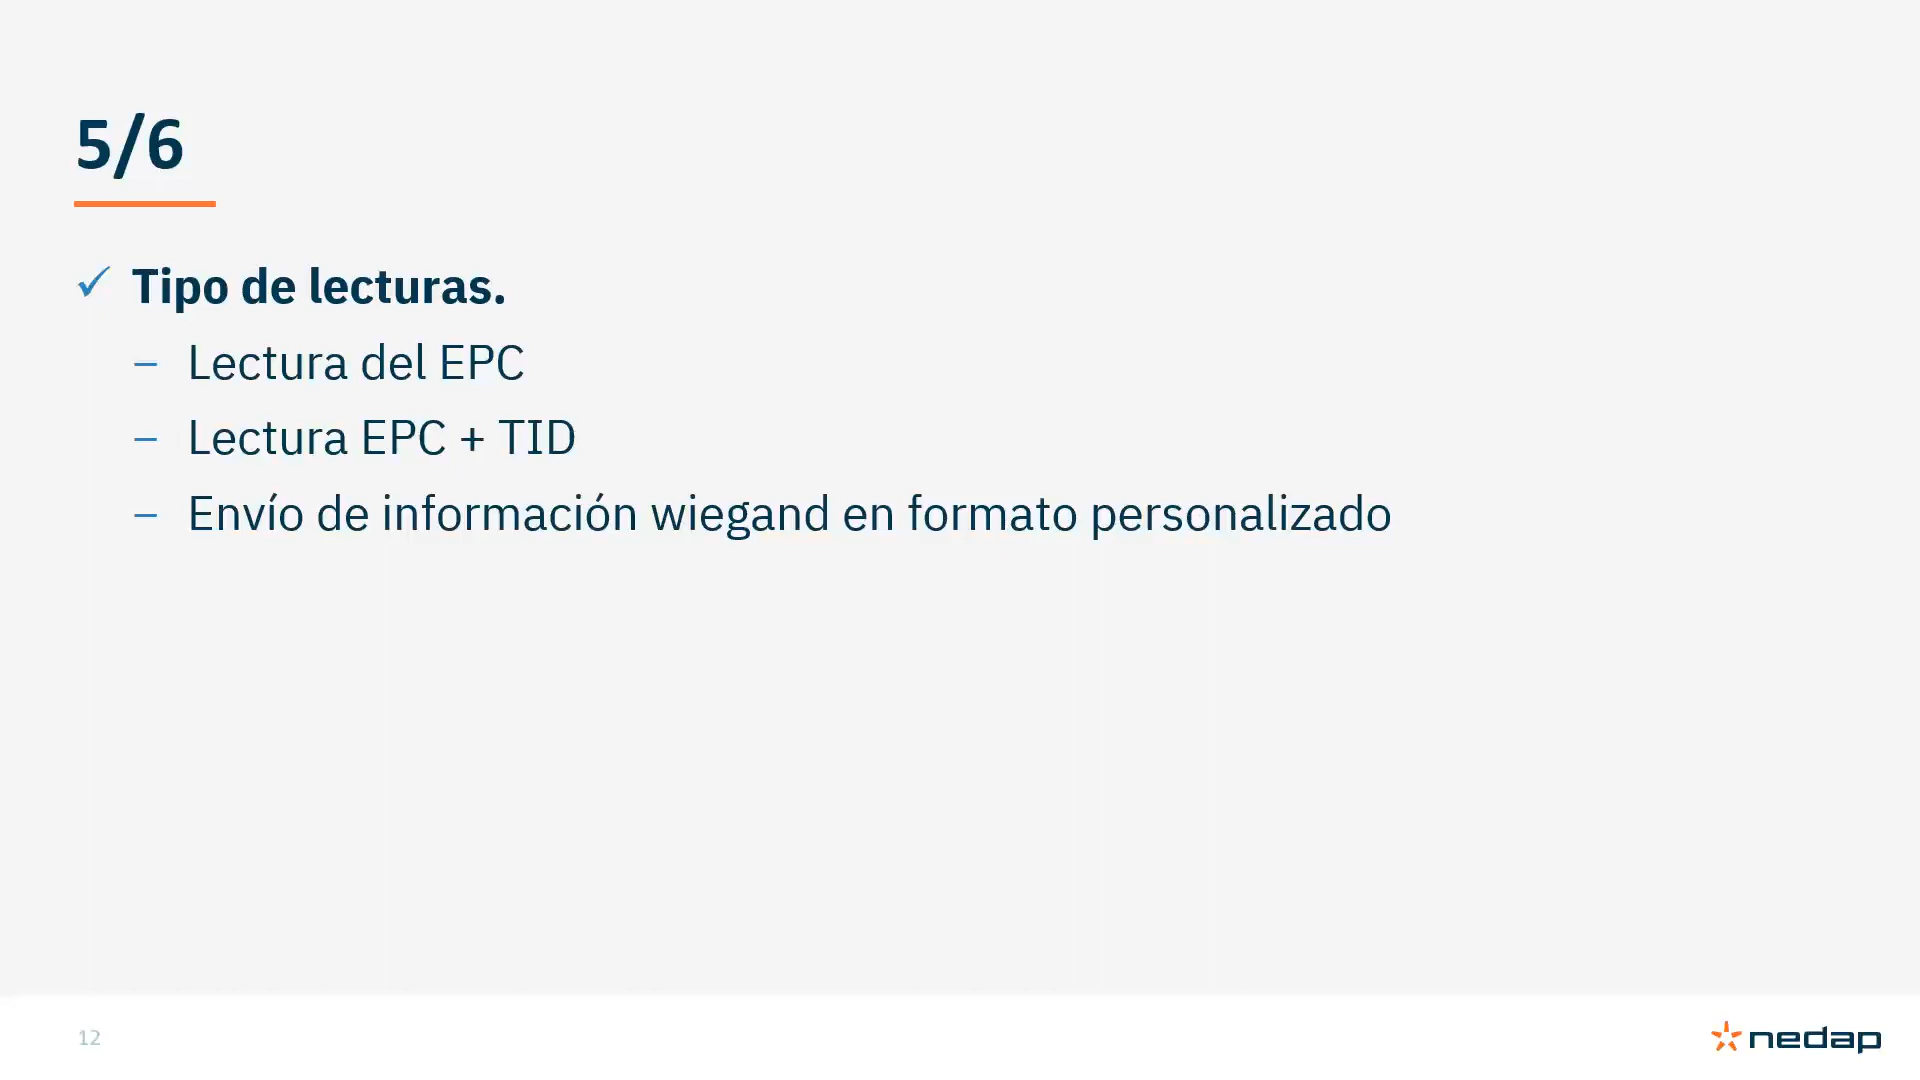 5/6
✓ Tipo de lecturas.
– Lectura del EPC
– Lectura EPC + TID
– Envío de información wiegand en formato personalizado
12
nedap